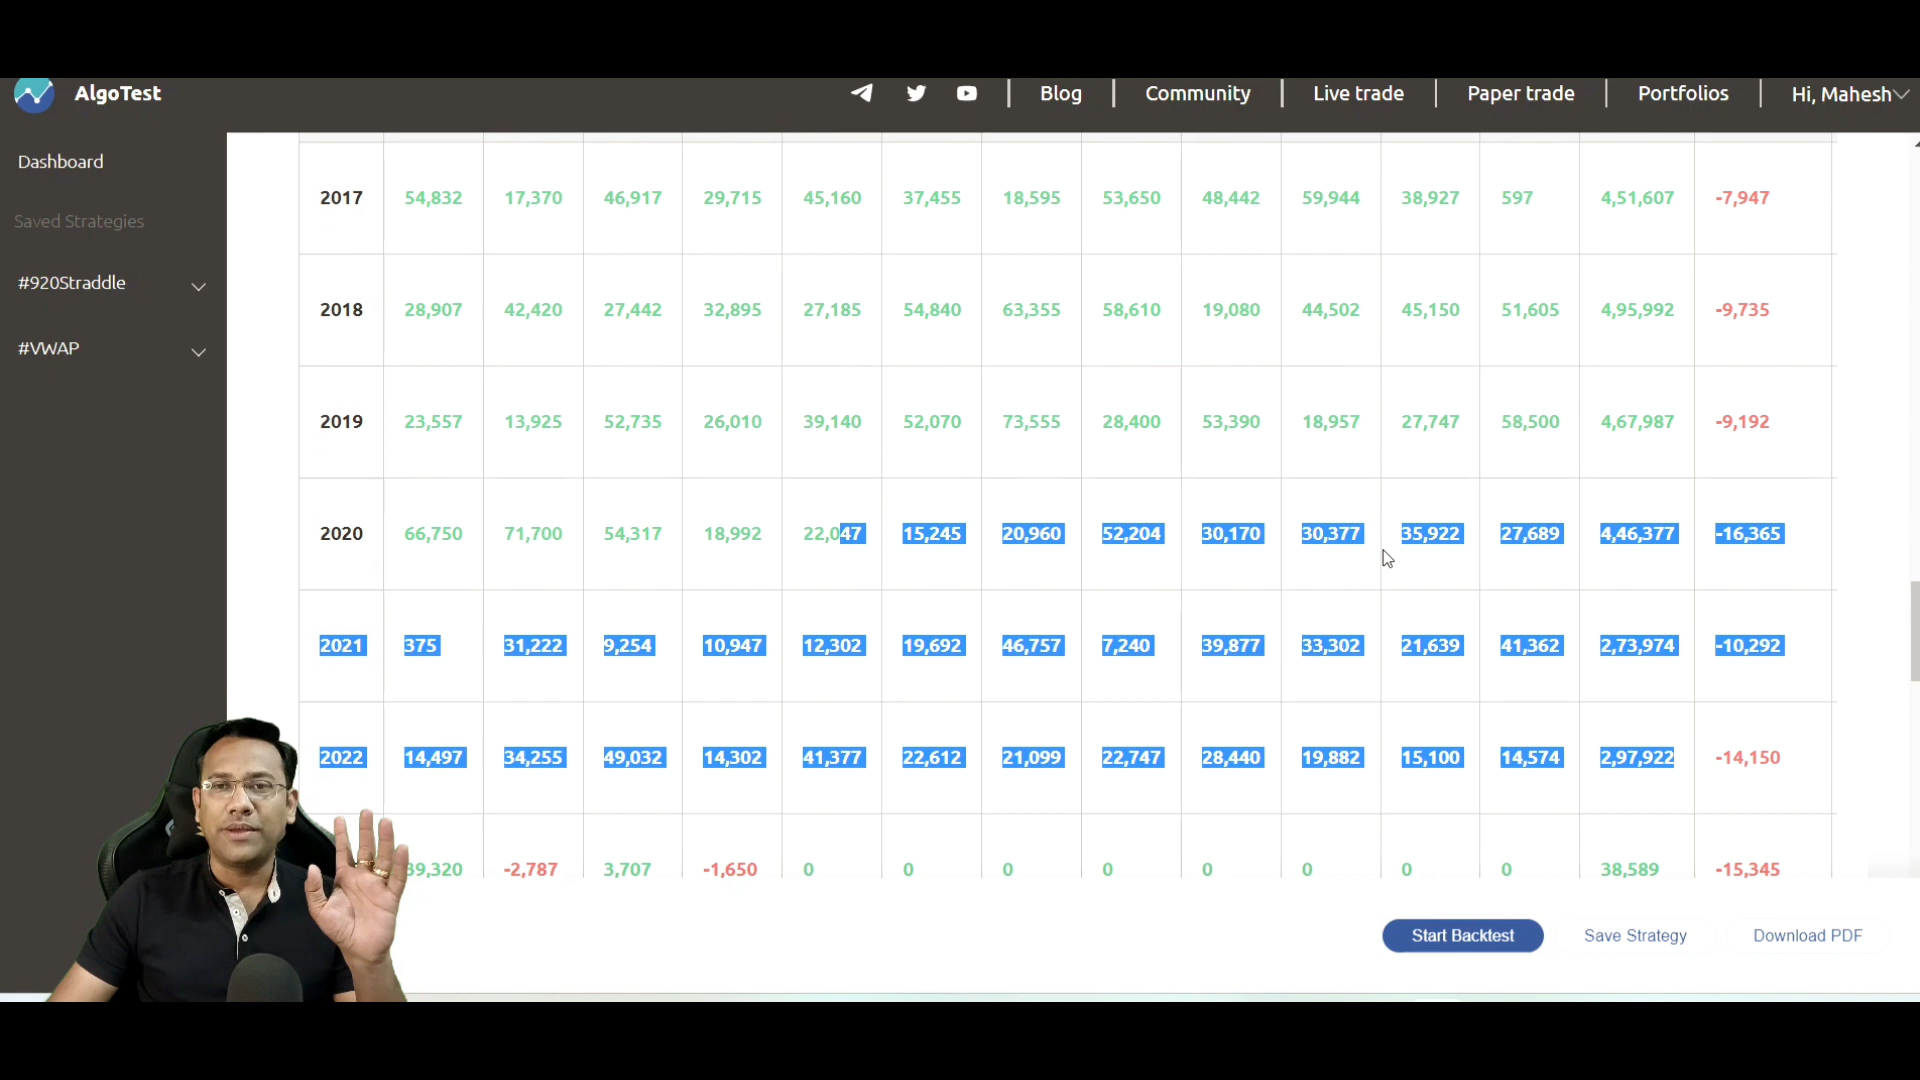 AlgoTest
Blog
Community
Live trade
Paper trade
Portfolios
Hi, Mahesh
Dashboard
Saved Strategies
#920Straddle
#VWAP
2017 54,832 17,370 46,917 29,715 45,160 37,455 18,595 53,650 48,442 59,944 38,927 597 4,51,607 -7,947
2018 28,907 42,420 27,442 32,895 27,185 54,840 63,355 58,610 19,080 44,502 45,150 51,605 4,95,992 -9,735
2019 23,557 13,925 52,735 26,010 39,140 52,070 73,555 28,400 53,390 18,957 27,747 58,500 4,67,987 -9,192
2020 66,750 71,700 54,317 18,992 22,047 15,245 20,960 52,204 30,170 30,377 35,922 27,689 4,46,377 -16,365
2021 375 31,222 9,254 10,947 12,302 19,692 46,757 7,240 39,877 33,302 21,639 41,362 2,73,974 -10,292
2022 14,497 34,255 49,032 14,302 41,377 22,612 21,099 22,747 28,440 19,882 15,100 14,574 2,97,922 -14,150
39,320 -2,787 3,707 -1,650 0 0 0 0 0 0 0 0 38,589 -15,345
Start Backtest
Save Strategy
Download PDF